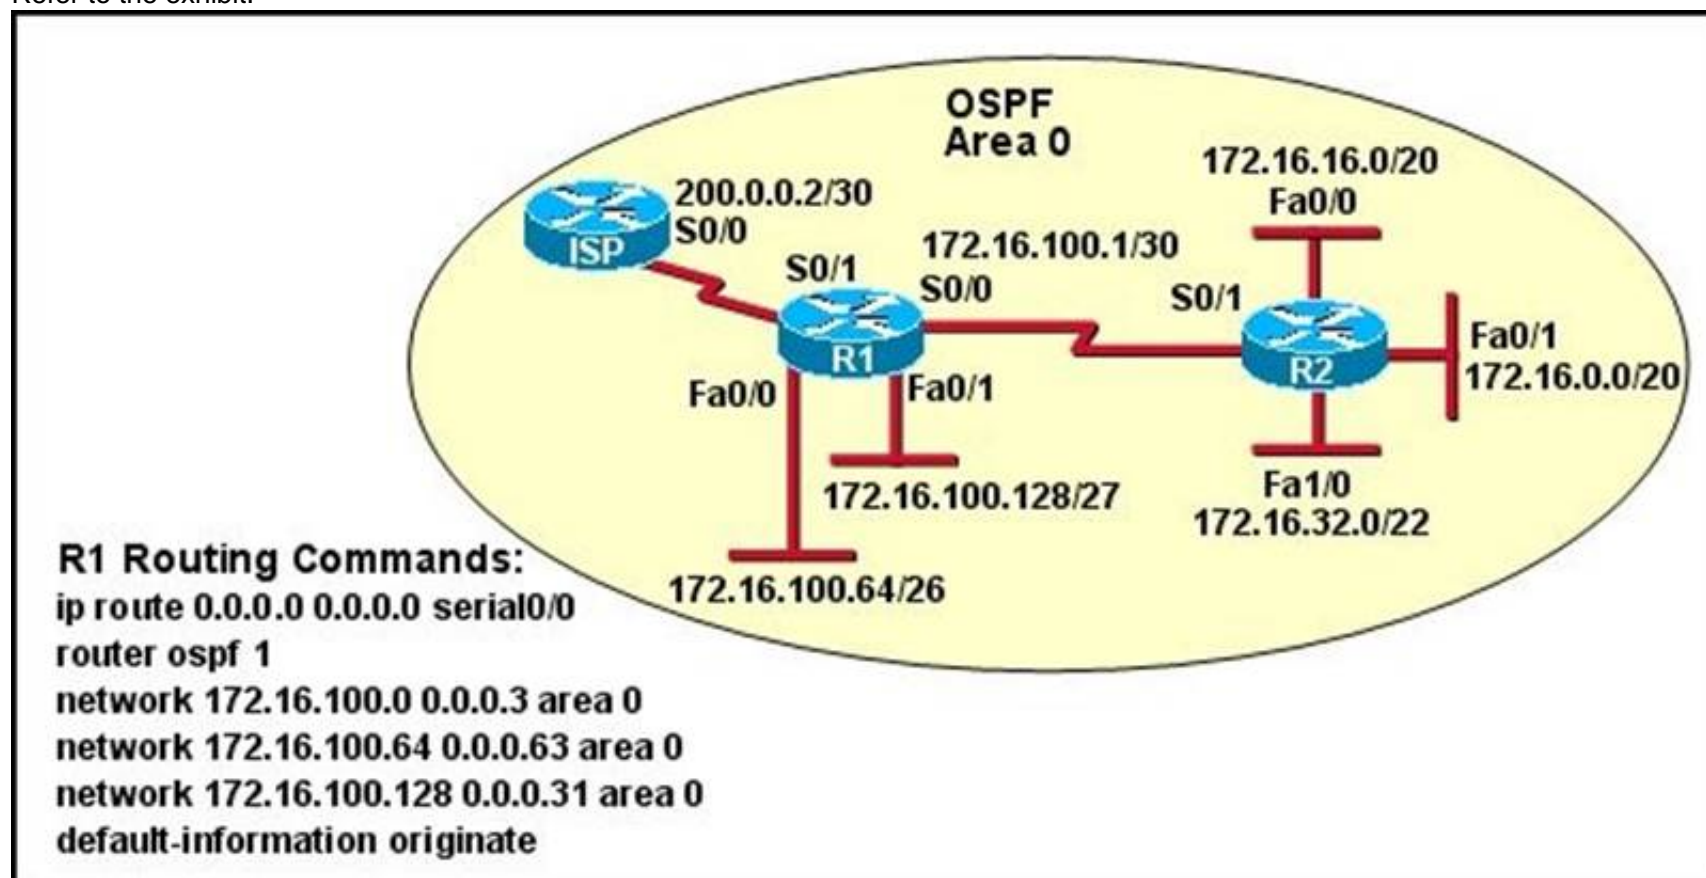 Refer to the exhibit.
OSPF
Area 0
172.16.16.0/20
Fa0/0
200.0.0.2/30
S0/0
ISP
172.16.100.1/30
S0/1
S0/0
S0/1
R1
R2
Fa0/1
172.16.0.0/20
Fa0/0
Fa0/1
172.16.100.128/27
Fa1/0
172.16.32.0/22
172.16.100.64/26
R1 Routing Commands:
ip route 0.0.0.0 0.0.0.0 serial0/0
router ospf 1
network 172.16.100.0 0.0.0.3 area 0
network 172.16.100.64 0.0.0.63 area 0
network 172.16.100.128 0.0.0.31 area 0
default-information originate